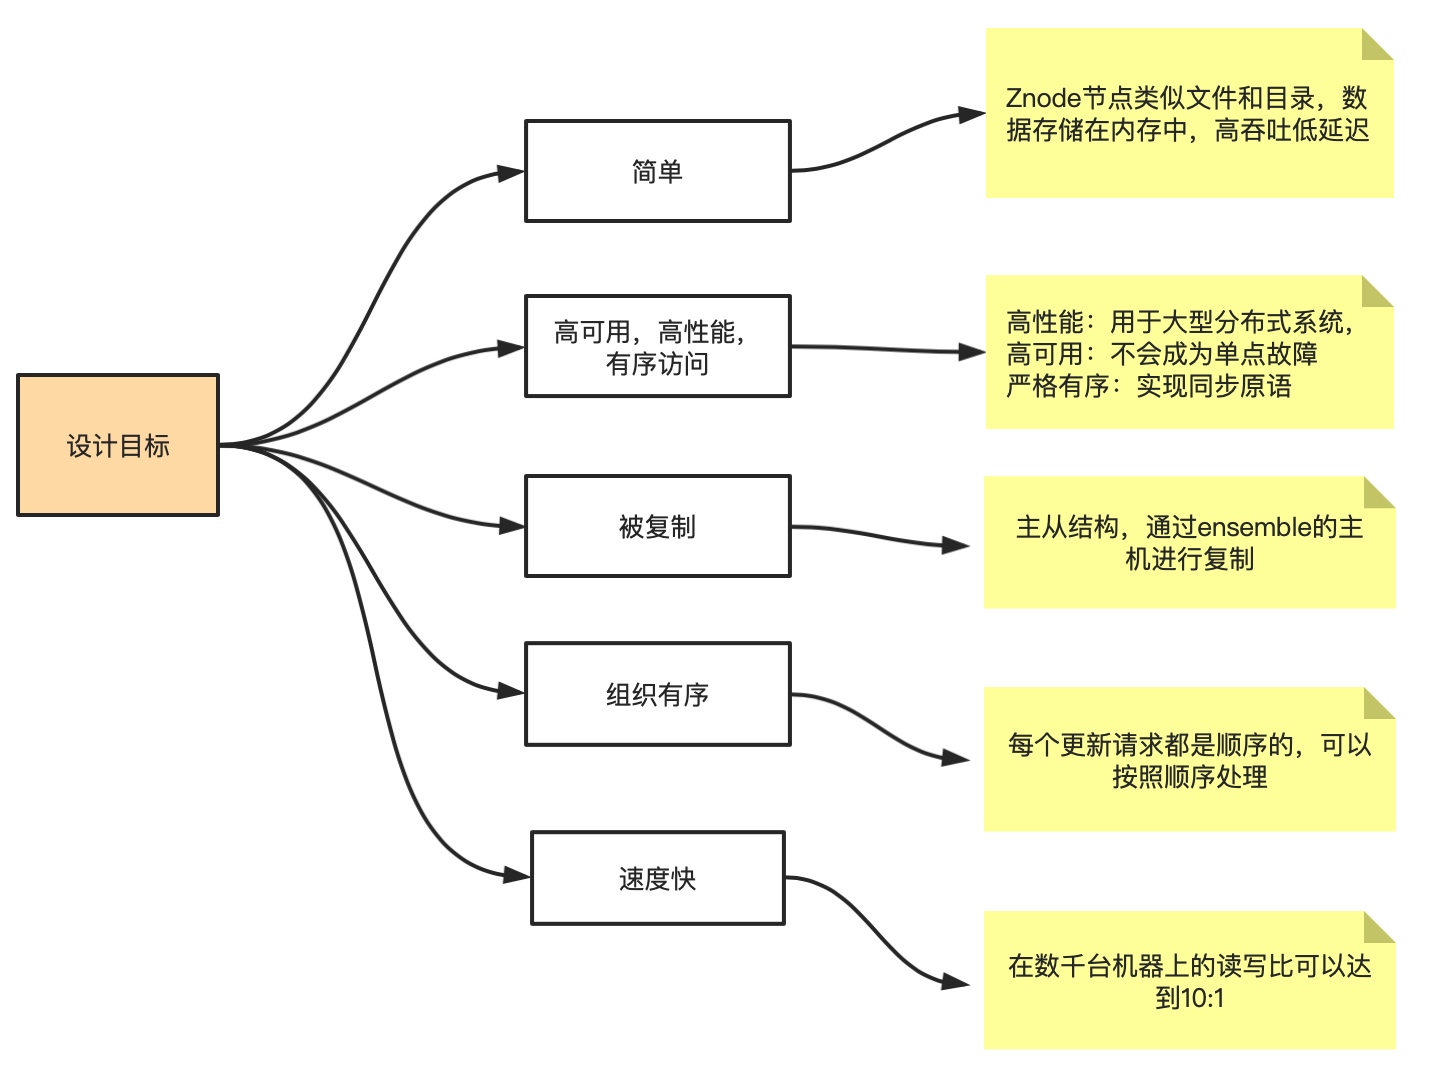 设计目标
简单
Znode节点类似文件和目录，数
据存储在内存中，高吞吐低延迟
高可用，高性能，
有序访问
高性能：用于大型分布式系统，
高可用：不会成为单点故障
严格有序：实现同步原语
被复制
主从结构，通过ensemble的主
机进行复制
组织有序
每个更新请求都是顺序的，可以
按照顺序处理
速度快
在数千台机器上的读写比可以达
到10:1